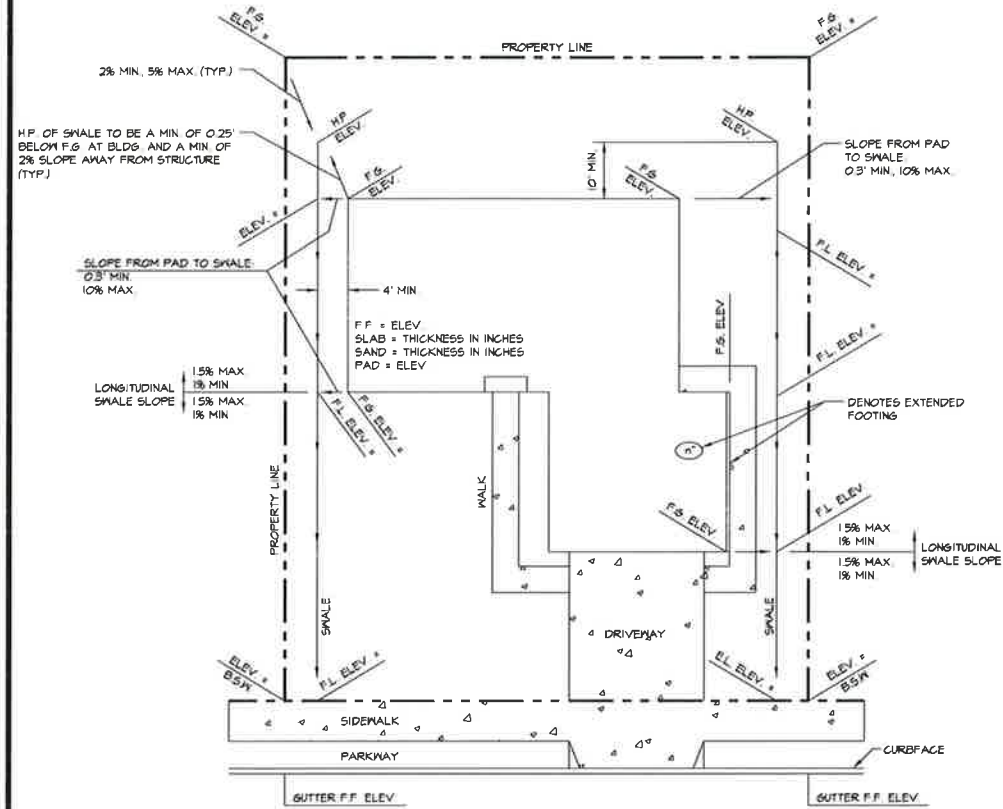 F.G.
ELEV. =
F.G.
ELEV. =
PROPERTY LINE
2% MIN., 5% MAX. (TYP.)
H.P.
ELEV.
H.P.
ELEV.
H.P. OF SWALE TO BE A MIN. OF 0.25'
BELOW F.G. AT BLDG. AND A MIN. OF
2% SLOPE AWAY FROM STRUCTURE
(TYP.)
SLOPE FROM PAD
TO SWALE:
0.3' MIN., 10% MAX.
10' MIN.
F.G.
ELEV.
F.G.
ELEV.
ELEV. =
SLOPE FROM PAD TO SWALE:
0.3' MIN.
10% MAX.
4' MIN.
F.L. ELEV. =
F.F. = ELEV.
SLAB = THICKNESS IN INCHES
SAND = THICKNESS IN INCHES
PAD = ELEV
F.G. ELEV.
F.L. ELEV. =
LONGITUDINAL
SWALE SLOPE
1.5% MAX.
1% MIN
1.5% MAX.
1% MIN
F.L. ELEV. =
F.G. ELEV. =
DENOTES EXTENDED
FOOTING
PROPERTY LINE
WALK
F.G. ELEV
F.L. ELEV
1.5% MAX
1% MIN
1.5% MAX.
1% MIN.
LONGITUDINAL
SWALE SLOPE
SWALE
DRIVEWAY
SWALE
ELEV. =
B.S.W.
F.L. ELEV =
F.L. ELEV =
ELEV. =
B.S.W
SIDEWALK
PARKWAY
CURBFACE
GUTTER F.F. ELEV
GUTTER F.F. ELEV